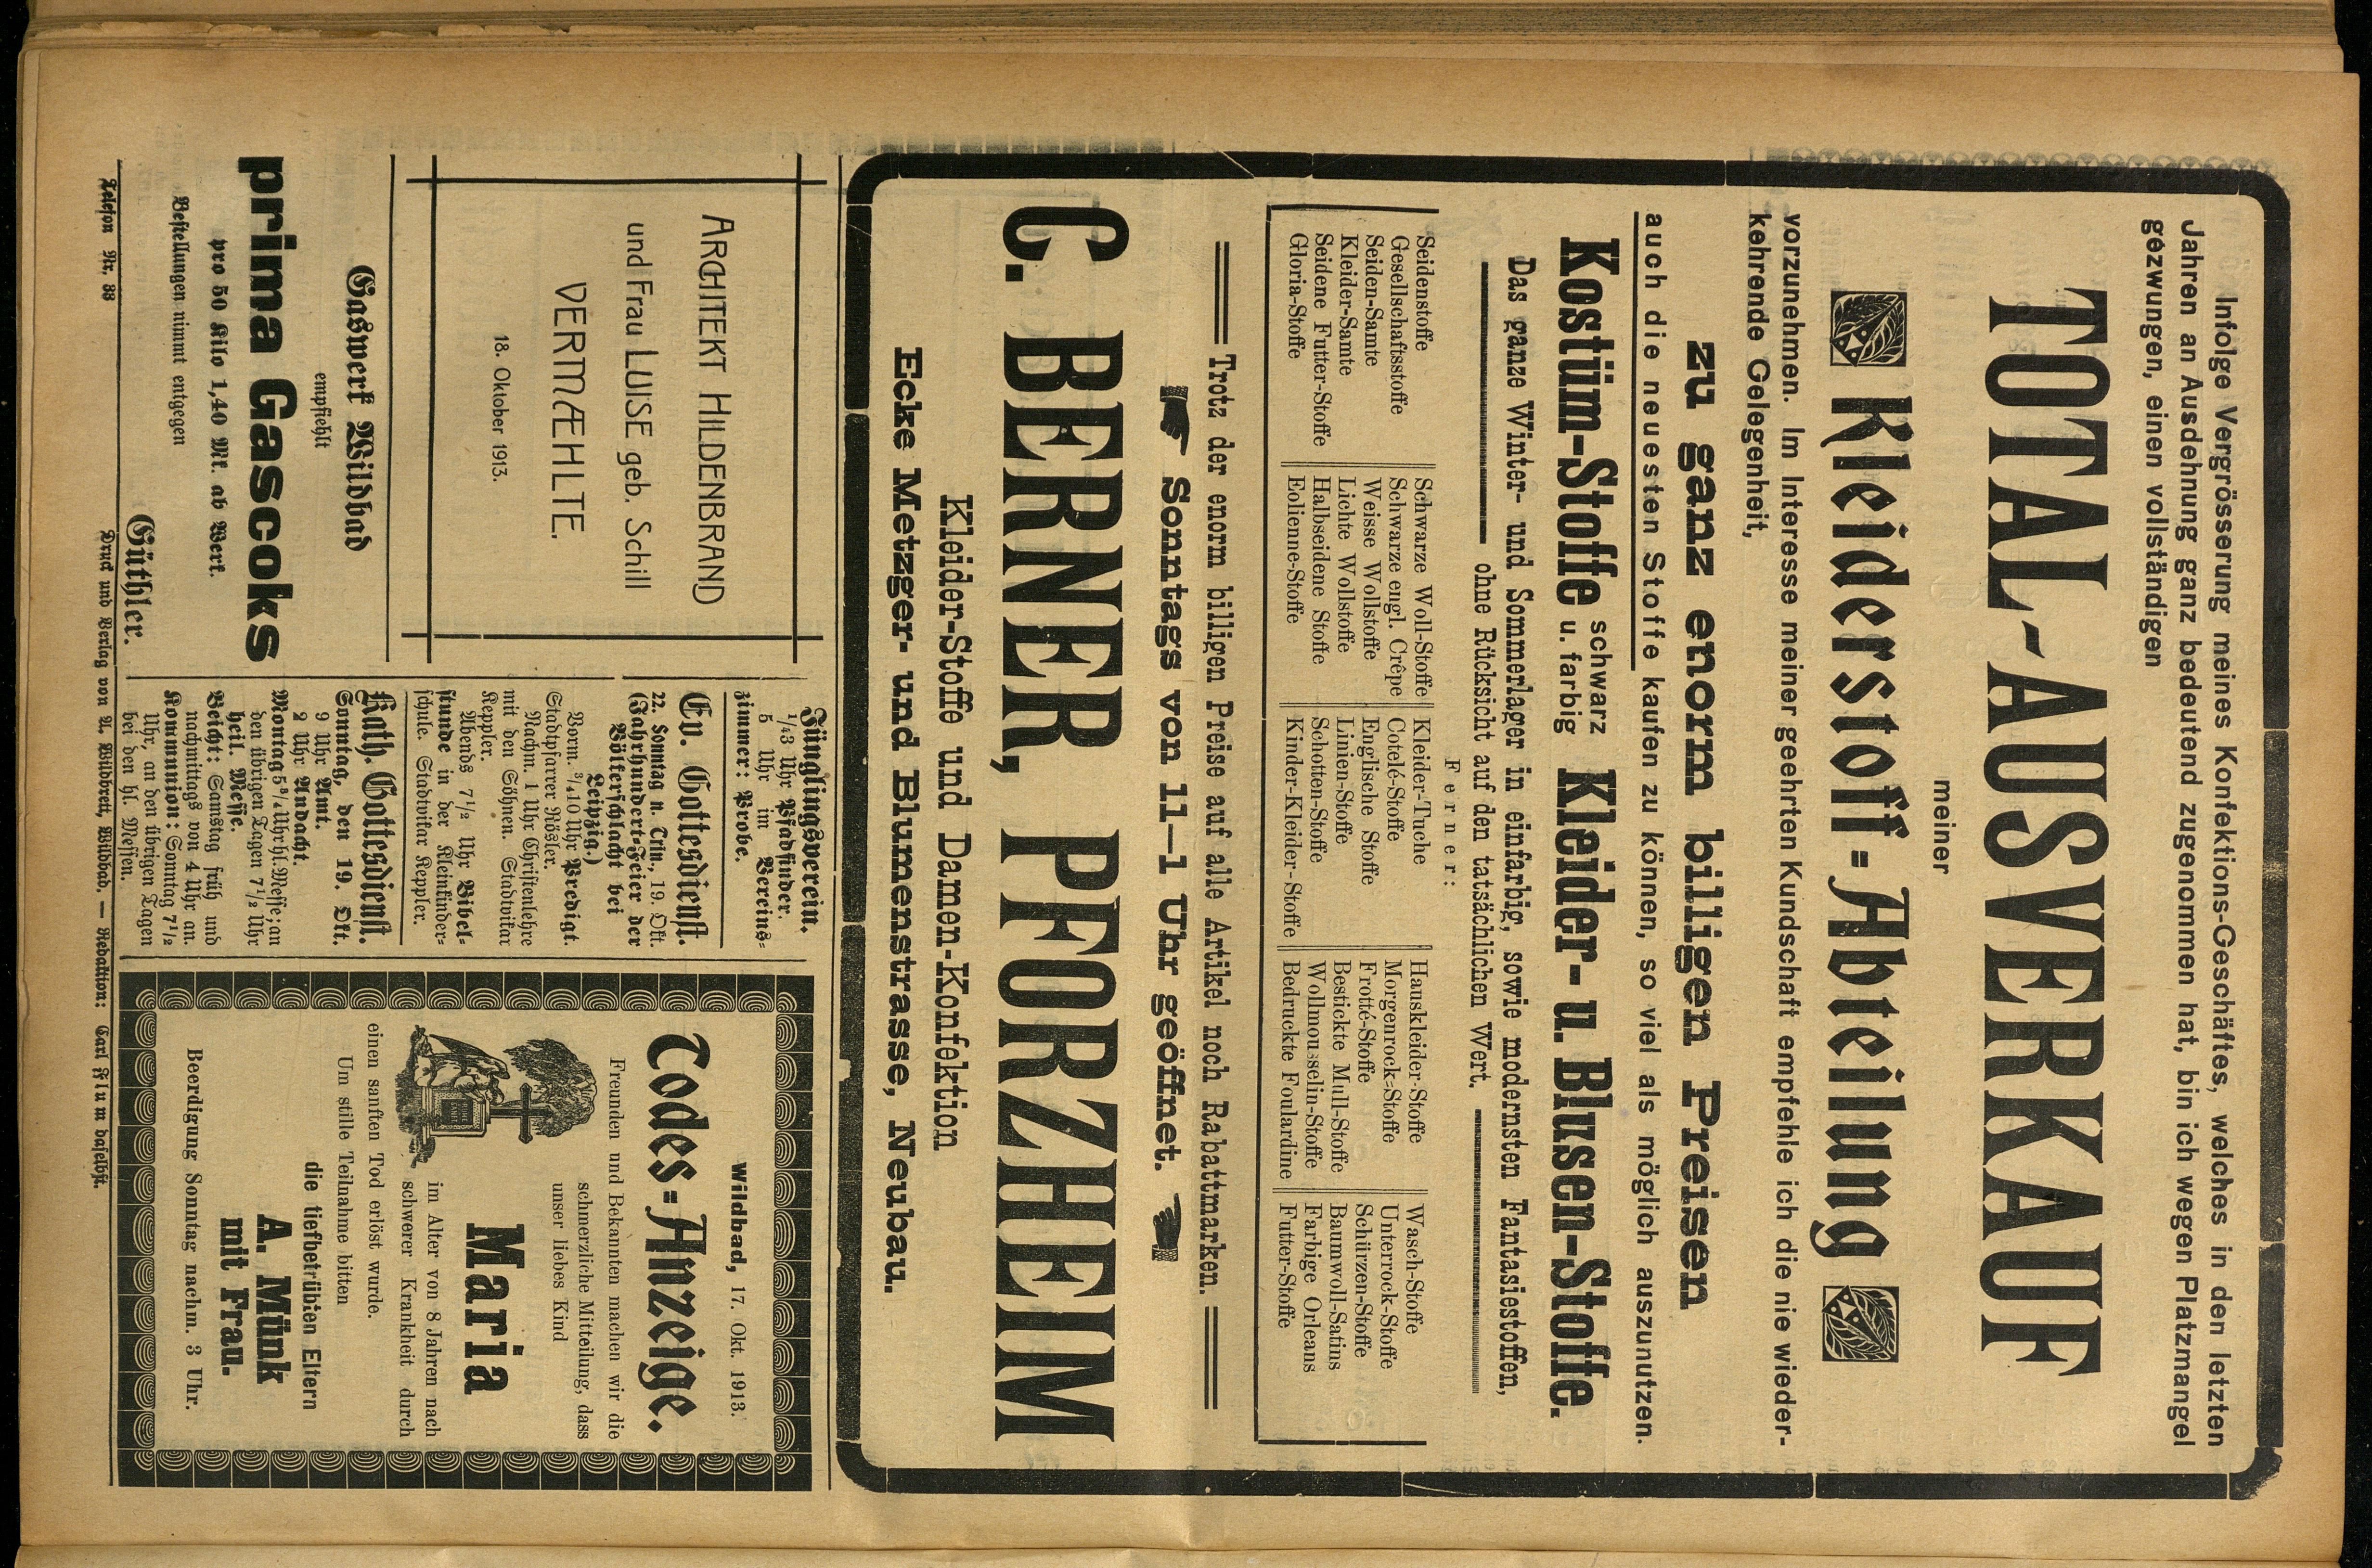 Infolge Vergrösserung meines Konfektions-Geschäftes, welches in den letzten
Jahren an Ausdehnung ganz bedeutend zugenommen hat, bin ich wegen Platzmangel
gezwungen, einen vollständigen
TOTAL-AUSVERKAUF
meiner
Kleiderstoff-Abteilung
vorzunehmen. Im Interesse meiner geehrten Kundschaft empfehle ich die nie wieder-
kehrende Gelegenheit,
zu ganz enorm billigen Preisen
auch die neuesten Stoffe kaufen zu können, so viel als möglich auszunutzen.
Kostüm-Stoffe schwarz u. farbig Kleider- u. Blusen-Stoffe.
Das ganze Winter- und Sommerlager in einfarbig, sowie modernsten Fantasiestoffen,
ohne Rücksicht auf den tatsächlichen Wert.
Ferner:
Seidenstoffe
Gesellschaftsstoffe
Seiden-Samte
Kleider-Samte
Seidene Futter-Stoffe
Gloria-Stoffe
Schwarze Woll-Stoffe
Schwarze engl. Crêpe
Weisse Wollstoffe
Lichte Wollstoffe
Halbseidene Stoffe
Eolienne-Stoffe
Kleider-Tuche
Cotelé-Stoffe
Englische Stoffe
Linien-Stoffe
Schotten-Stoffe
Kinder-Kleider-Stoffe
Hauskleider-Stoffe
Morgenrock-Stoffe
Frotté-Stoffe
Bestickte Mull-Stoffe
Wollmousselin-Stoffe
Bedruckte Foulardine
Wasch-Stoffe
Unterrock-Stoffe
Schürzen-Stoffe
Baumwoll-Satins
Farbige Orleans
Futter-Stoffe
Trotz der enorm billigen Preise auf alle Artikel noch Rabattmarken.
Sonntags von 11—1 Uhr geöffnet.
C. BERNER, PFORZHEIM
Kleider-Stoffe und Damen-Konfektion
Ecke Metzger- und Blumenstrasse, Neubau.
ARCHITEKT HILDENBRAND
und Frau LUISE geb. Schill
VERMÆHLTE.
18. Oktober 1913.
Gaswerk Wildbad
empfiehlt
prima Gascoks
pro 50 Kilo 1,40 Mk. ab Werk.
Bestellungen nimmt entgegen
Güthler.
Jünglingsverein.
1/43 Uhr Pfadfinder.
5 Uhr im Vereins-
zimmer: Probe.
Ev. Gottesdienst.
22. Sonntag n. Trin., 19. Okt.
(Jahrhundert-Feier der
Völkerschlacht bei
Leipzig.)
Vorm. 3/410 Uhr Predigt.
Stadtpfarrer Rösler.
Nachm. 1 Uhr Christenlehre
mit den Söhnen. Stadtvikar
Keppler.
Abends 7 1/2 Uhr Bibel-
stunde in der Kleinkinder-
schule. Stadtvikar Keppler.
Kath. Gottesdienst.
Sonntag, den 19. Okt.
9 Uhr Amt.
2 Uhr Andacht.
Montag 5 3/4 Uhr hl. Messe; an
den übrigen Tagen 7 1/2 Uhr
heil. Messe.
Beicht: Samstag früh und
nachmittags von 4 Uhr an.
Kommunion: Sonntag 7 1/2
Uhr, an den übrigen Tagen
bei den hl. Messen.
Wildbad, 17. Okt. 1913.
Todes-Anzeige.
Freunden und Bekannten machen wir die
schmerzliche Mitteilung, dass
unser liebes Kind
Maria
im Alter von 8 Jahren nach
schwerer Krankheit durch
einen sanften Tod erlöst wurde.
Um stille Teilnahme bitten
die tiefbetrübten Eltern
A. Münk
mit Frau.
Beerdigung Sonntag nachm. 3 Uhr.
Telefon Nr. 33
Druck und Verlag von A. Wildbrett, Wildbad. — Redaktion: Carl Flum daselbst.